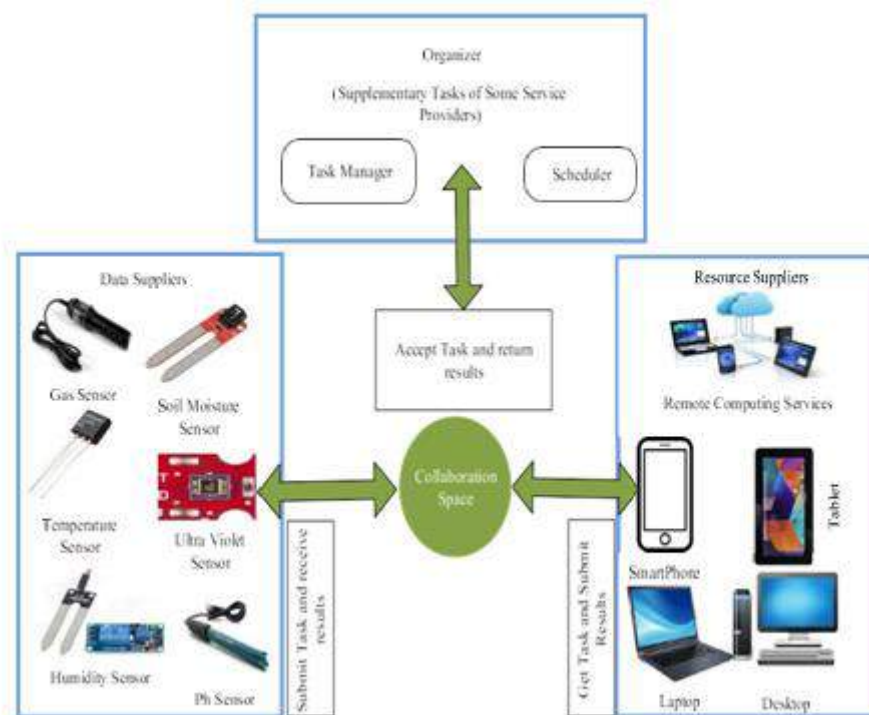 Organizer
(Supplementary Tasks of Some Service
Providers)
Task Manager
Scheduler
Data Suppliers
Gas Sensor
Soil Moisture
Sensor
Temperature
Sensor
T
D
Ultra Violet
Sensor
Humidity Sensor
Ph Sensor
Accept Task and return
results
Collaboration
Space
Submit Task and receive
results
Get Task and Submit
Results
Resource Suppliers
Remote Computing Services
SmartPhone
Tablet
Laptop
Desktop